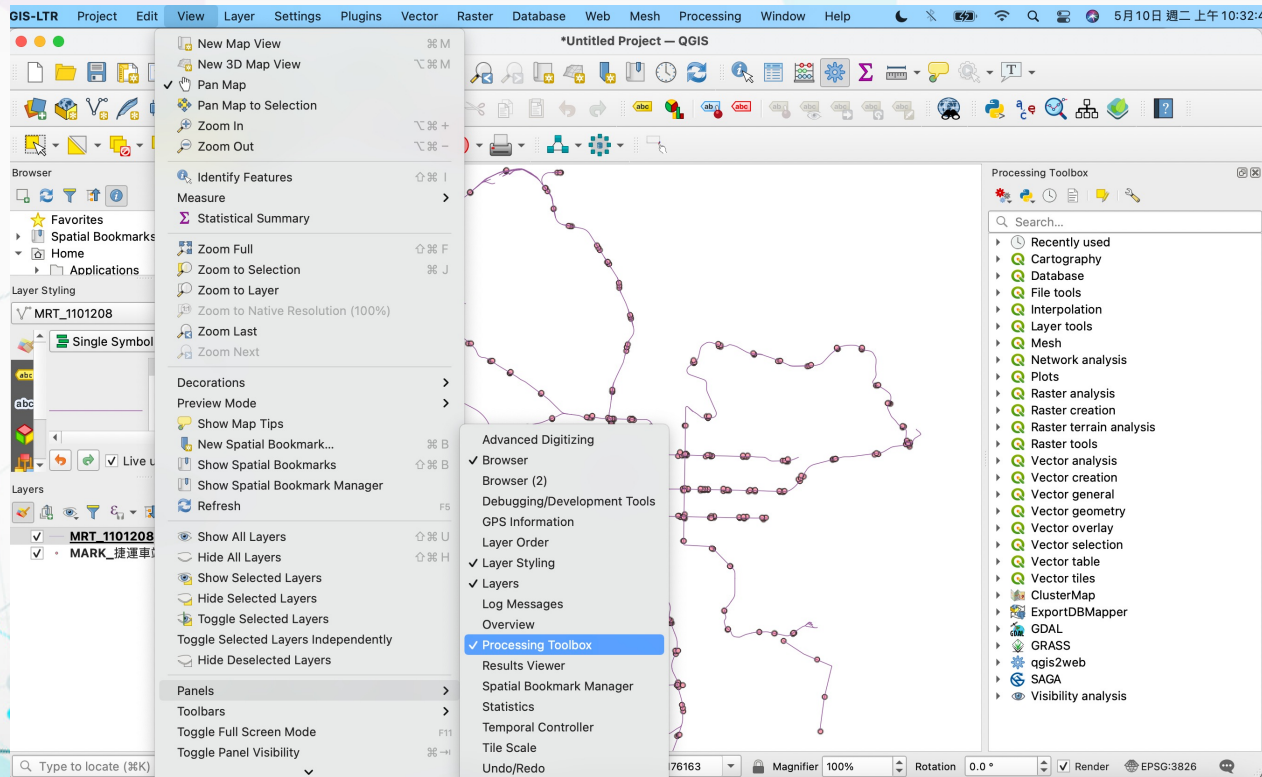 GIS-LTR Project Edit View Layer Settings Plugins Vector Raster Database Web Mesh Processing Window Help 5月10日 週二 上午10:32:4
*Untitled Project — QGIS
New Map View ⌘ M
New 3D Map View ⌥ ⌘ M
✓ Pan Map
Pan Map to Selection
Zoom In ⌥ ⌘ +
Zoom Out ⌥ ⌘ −
Identify Features ⇧ ⌘ I
Measure
Σ Statistical Summary
Zoom Full ⇧ ⌘ F
Zoom to Selection ⌘ J
Zoom to Layer
Zoom to Native Resolution (100%)
Zoom Last
Zoom Next
Decorations
Preview Mode
Show Map Tips
New Spatial Bookmark... ⌘ B
Show Spatial Bookmarks ⇧ ⌘ B
Show Spatial Bookmark Manager
Refresh F5
Show All Layers ⇧ ⌘ U
Hide All Layers ⇧ ⌘ H
Show Selected Layers
Hide Selected Layers
Toggle Selected Layers
Toggle Selected Layers Independently
Hide Deselected Layers
Panels
Toolbars
Toggle Full Screen Mode F11
Toggle Panel Visibility ⌘ ⇥
Advanced Digitizing
✓ Browser
Browser (2)
Debugging/Development Tools
GPS Information
Layer Order
✓ Layer Styling
✓ Layers
Log Messages
Overview
✓ Processing Toolbox
Results Viewer
Spatial Bookmark Manager
Statistics
Temporal Controller
Tile Scale
Undo/Redo
Browser
Favorites
Spatial Bookmarks
Home
Applications
Layer Styling
MRT_1101208
Single Symbol
abc
abc
Live u
Layers
MRT_1101208
MARK_捷運車
Processing Toolbox
Search...
Recently used
Cartography
Database
File tools
Interpolation
Layer tools
Mesh
Network analysis
Plots
Raster analysis
Raster creation
Raster terrain analysis
Raster tools
Vector analysis
Vector creation
Vector general
Vector geometry
Vector overlay
Vector selection
Vector table
Vector tiles
ClusterMap
ExportDBMapper
GDAL
GRASS
qgis2web
SAGA
Visibility analysis
Type to locate (⌘K) 76163 Magnifier 100% Rotation 0.0 ° Render EPSG:3826